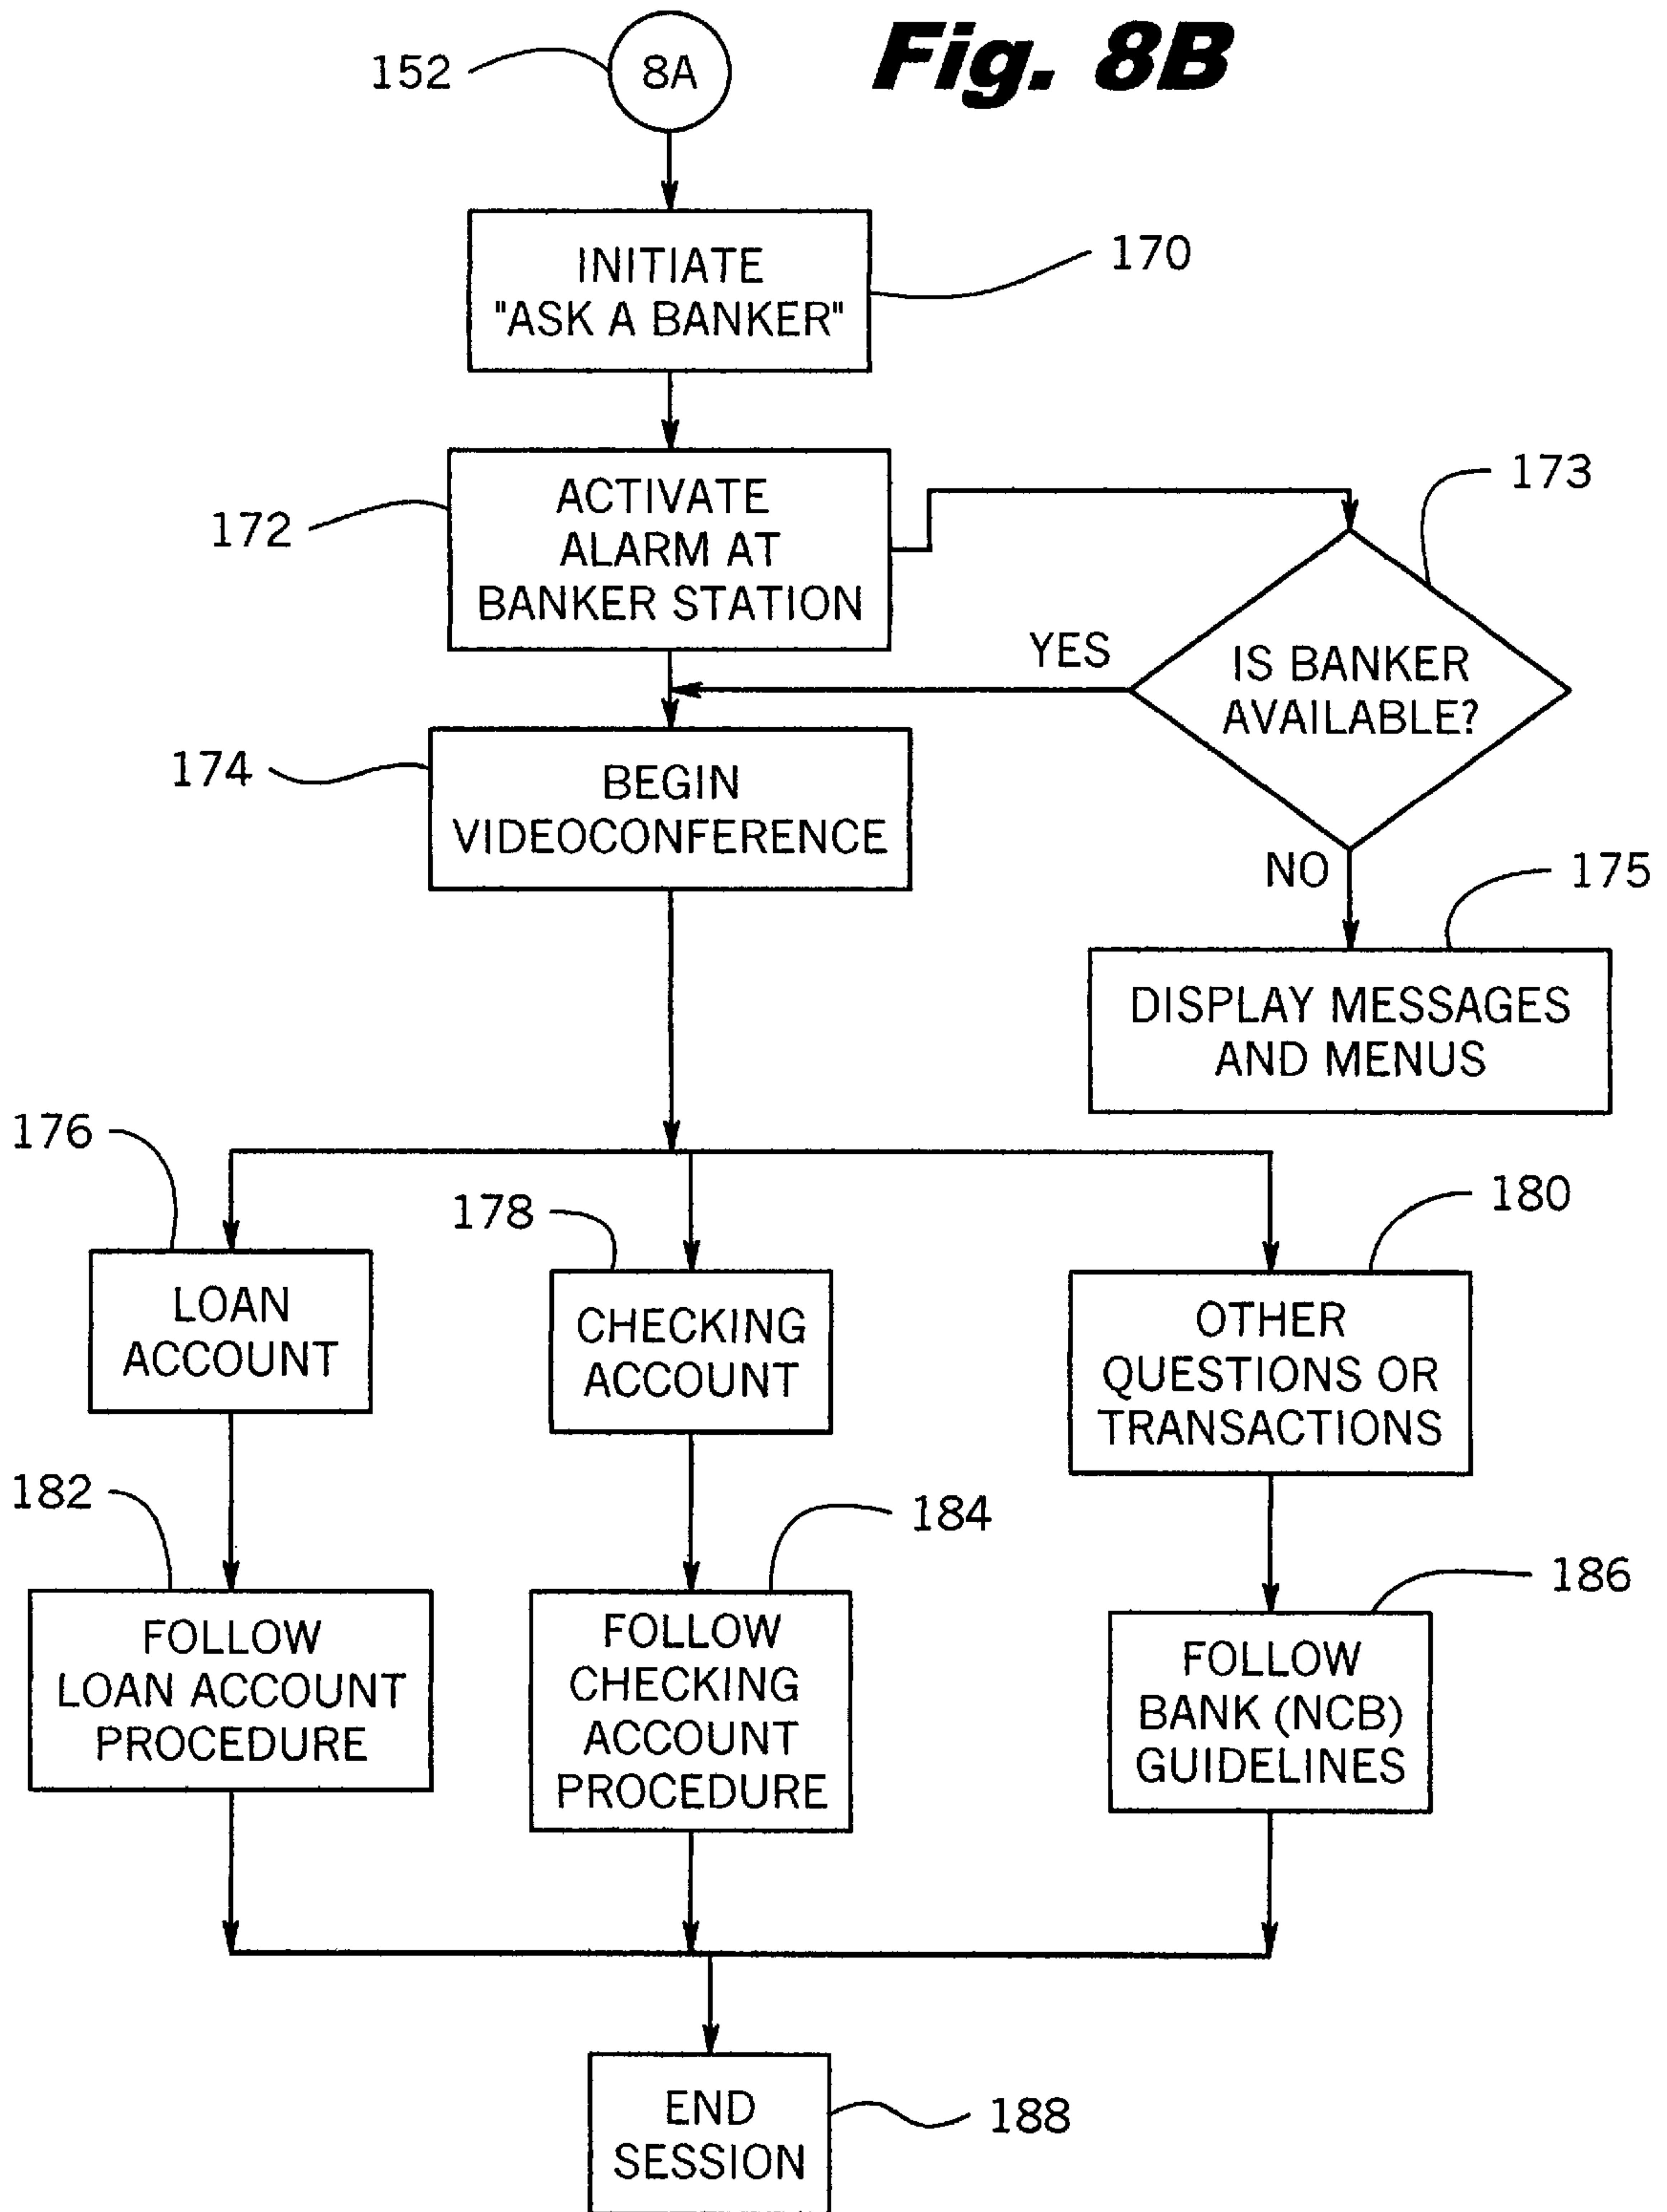 Fig. 8B
152
8A
INITIATE
"ASK A BANKER"
170
ACTIVATE
ALARM AT
BANKER STATION
172
173
IS BANKER
AVAILABLE?
YES
NO
174
BEGIN
VIDEOCONFERENCE
175
DISPLAY MESSAGES
AND MENUS
176
LOAN
ACCOUNT
178
CHECKING
ACCOUNT
180
OTHER
QUESTIONS OR
TRANSACTIONS
182
FOLLOW
LOAN ACCOUNT
PROCEDURE
184
FOLLOW
CHECKING
ACCOUNT
PROCEDURE
186
FOLLOW
BANK (NCB)
GUIDELINES
END
SESSION
188